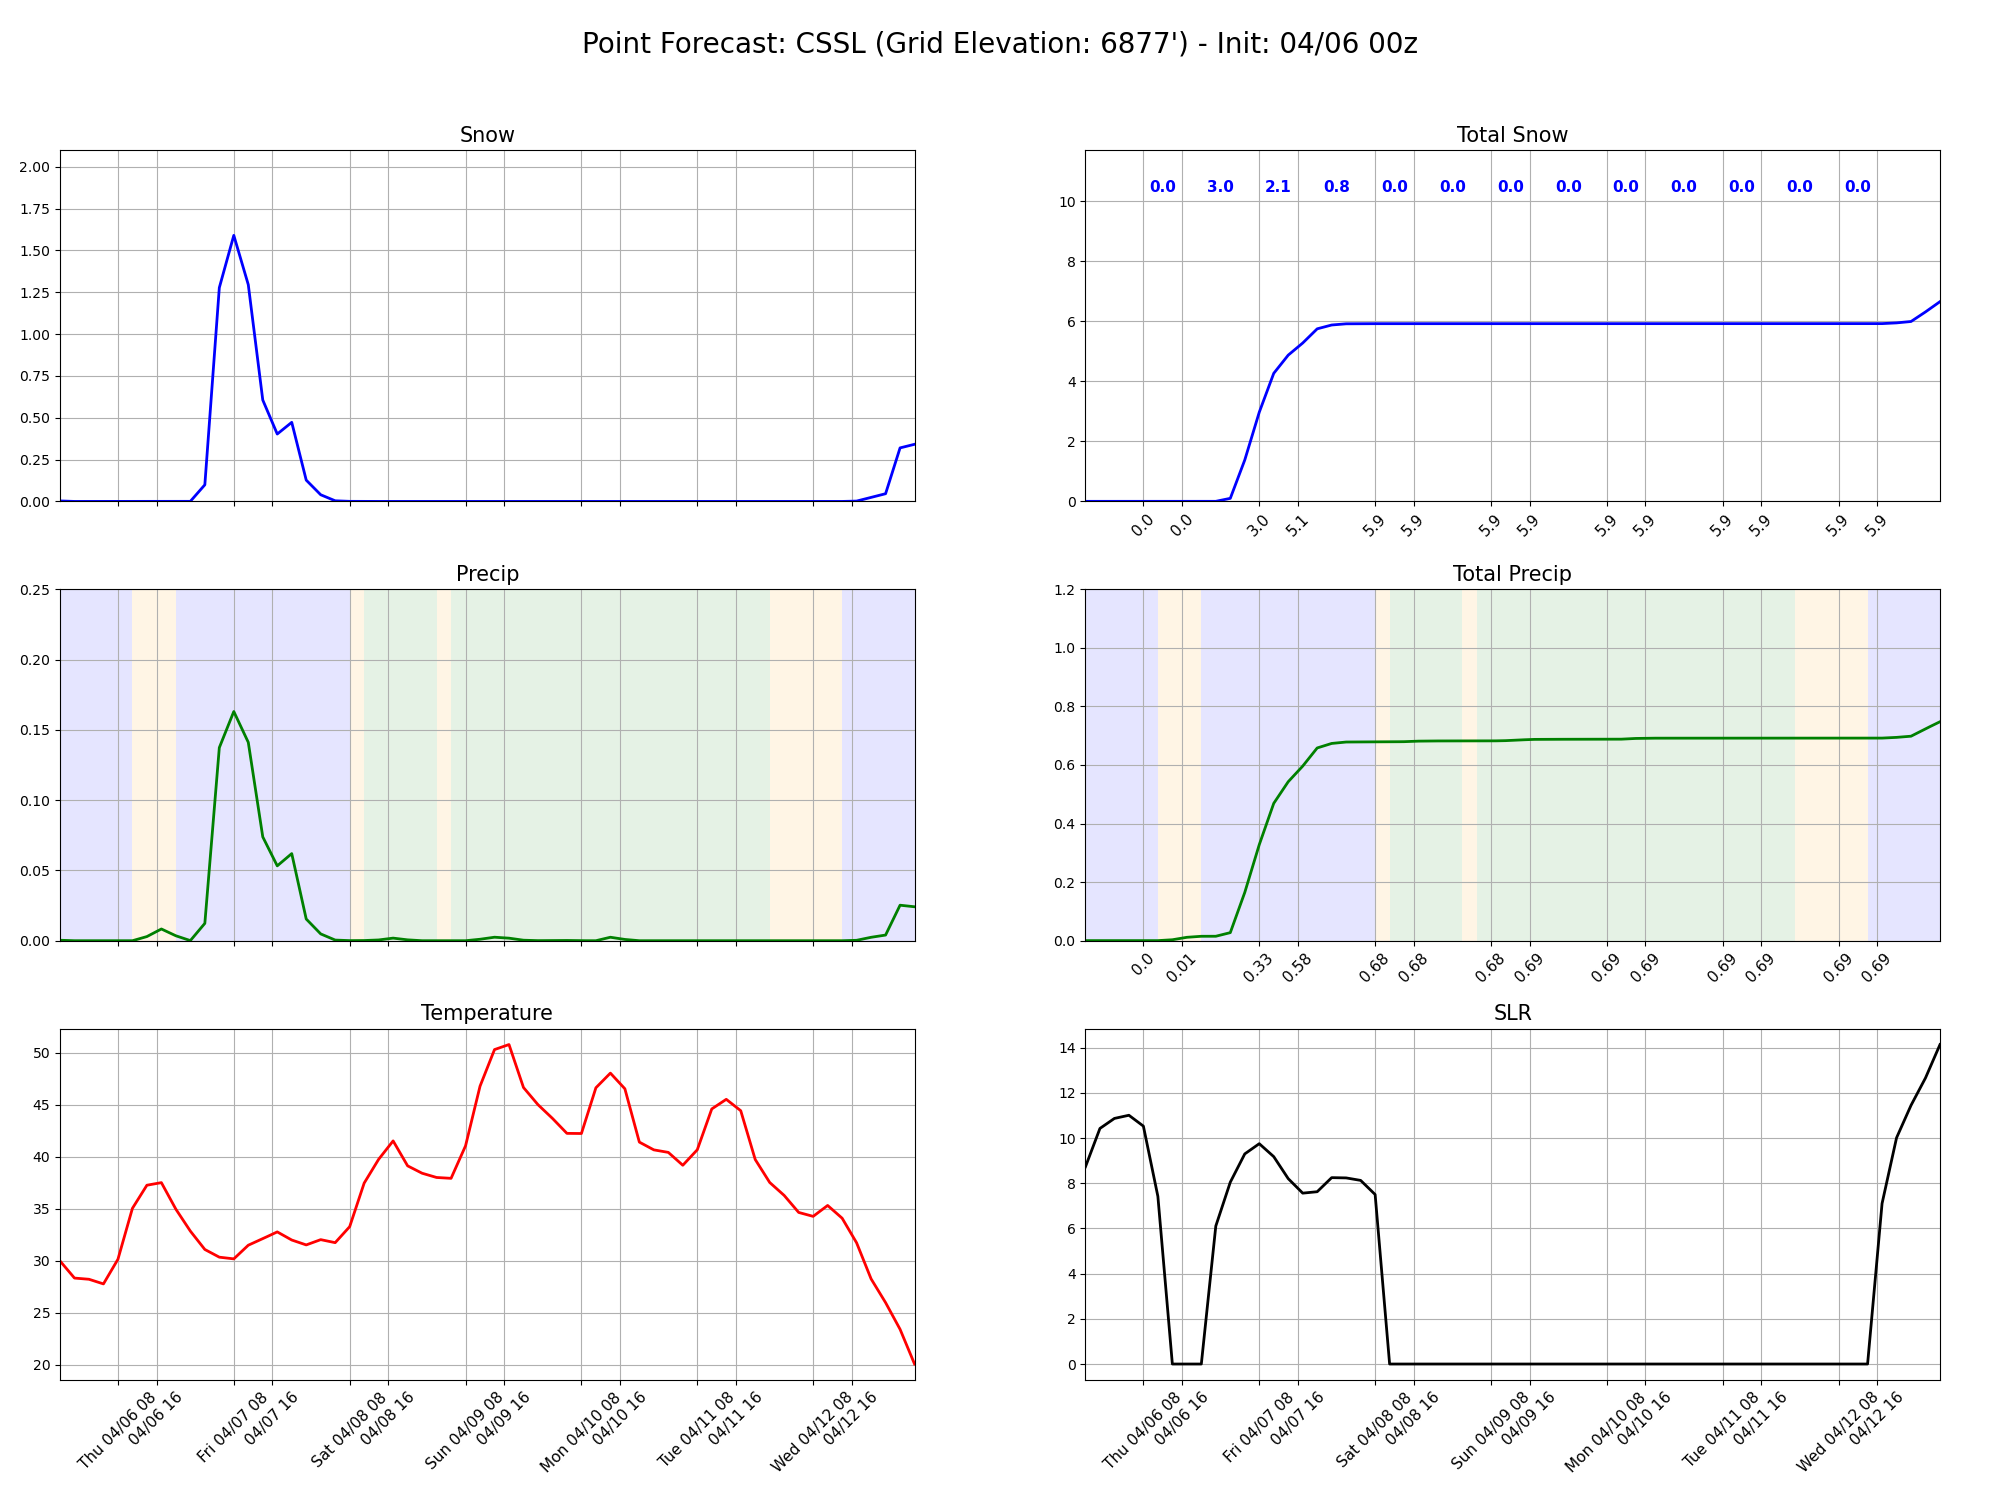 Point Forecast: CSSL (Grid Elevation: 6877') - Init: 04/06 00z
Snow
2.00
1.75
1.50
1.25
1.00
0.75
0.50
0.25
0.00
Total Snow
0.0 3.0 2.1 0.8 0.0 0.0 0.0 0.0 0.0 0.0 0.0 0.0 0.0
10
8
6
4
2
0
0.0 0.0 3.0 5.1 5.9 5.9 5.9 5.9 5.9 5.9 5.9 5.9 5.9 5.9
Precip
0.25
0.20
0.15
0.10
0.05
0.00
Total Precip
1.2
1.0
0.8
0.6
0.4
0.2
0.0
0.0 0.01 0.33 0.58 0.68 0.68 0.68 0.69 0.69 0.69 0.69 0.69 0.69 0.69
Temperature
50
45
40
35
30
25
20
Thu 04/06 08
04/06 16
Fri 04/07 08
04/07 16
Sat 04/08 08
04/08 16
Sun 04/09 08
04/09 16
Mon 04/10 08
04/10 16
Tue 04/11 08
04/11 16
Wed 04/12 08
04/12 16
SLR
14
12
10
8
6
4
2
0
Thu 04/06 08
04/06 16
Fri 04/07 08
04/07 16
Sat 04/08 08
04/08 16
Sun 04/09 08
04/09 16
Mon 04/10 08
04/10 16
Tue 04/11 08
04/11 16
Wed 04/12 08
04/12 16